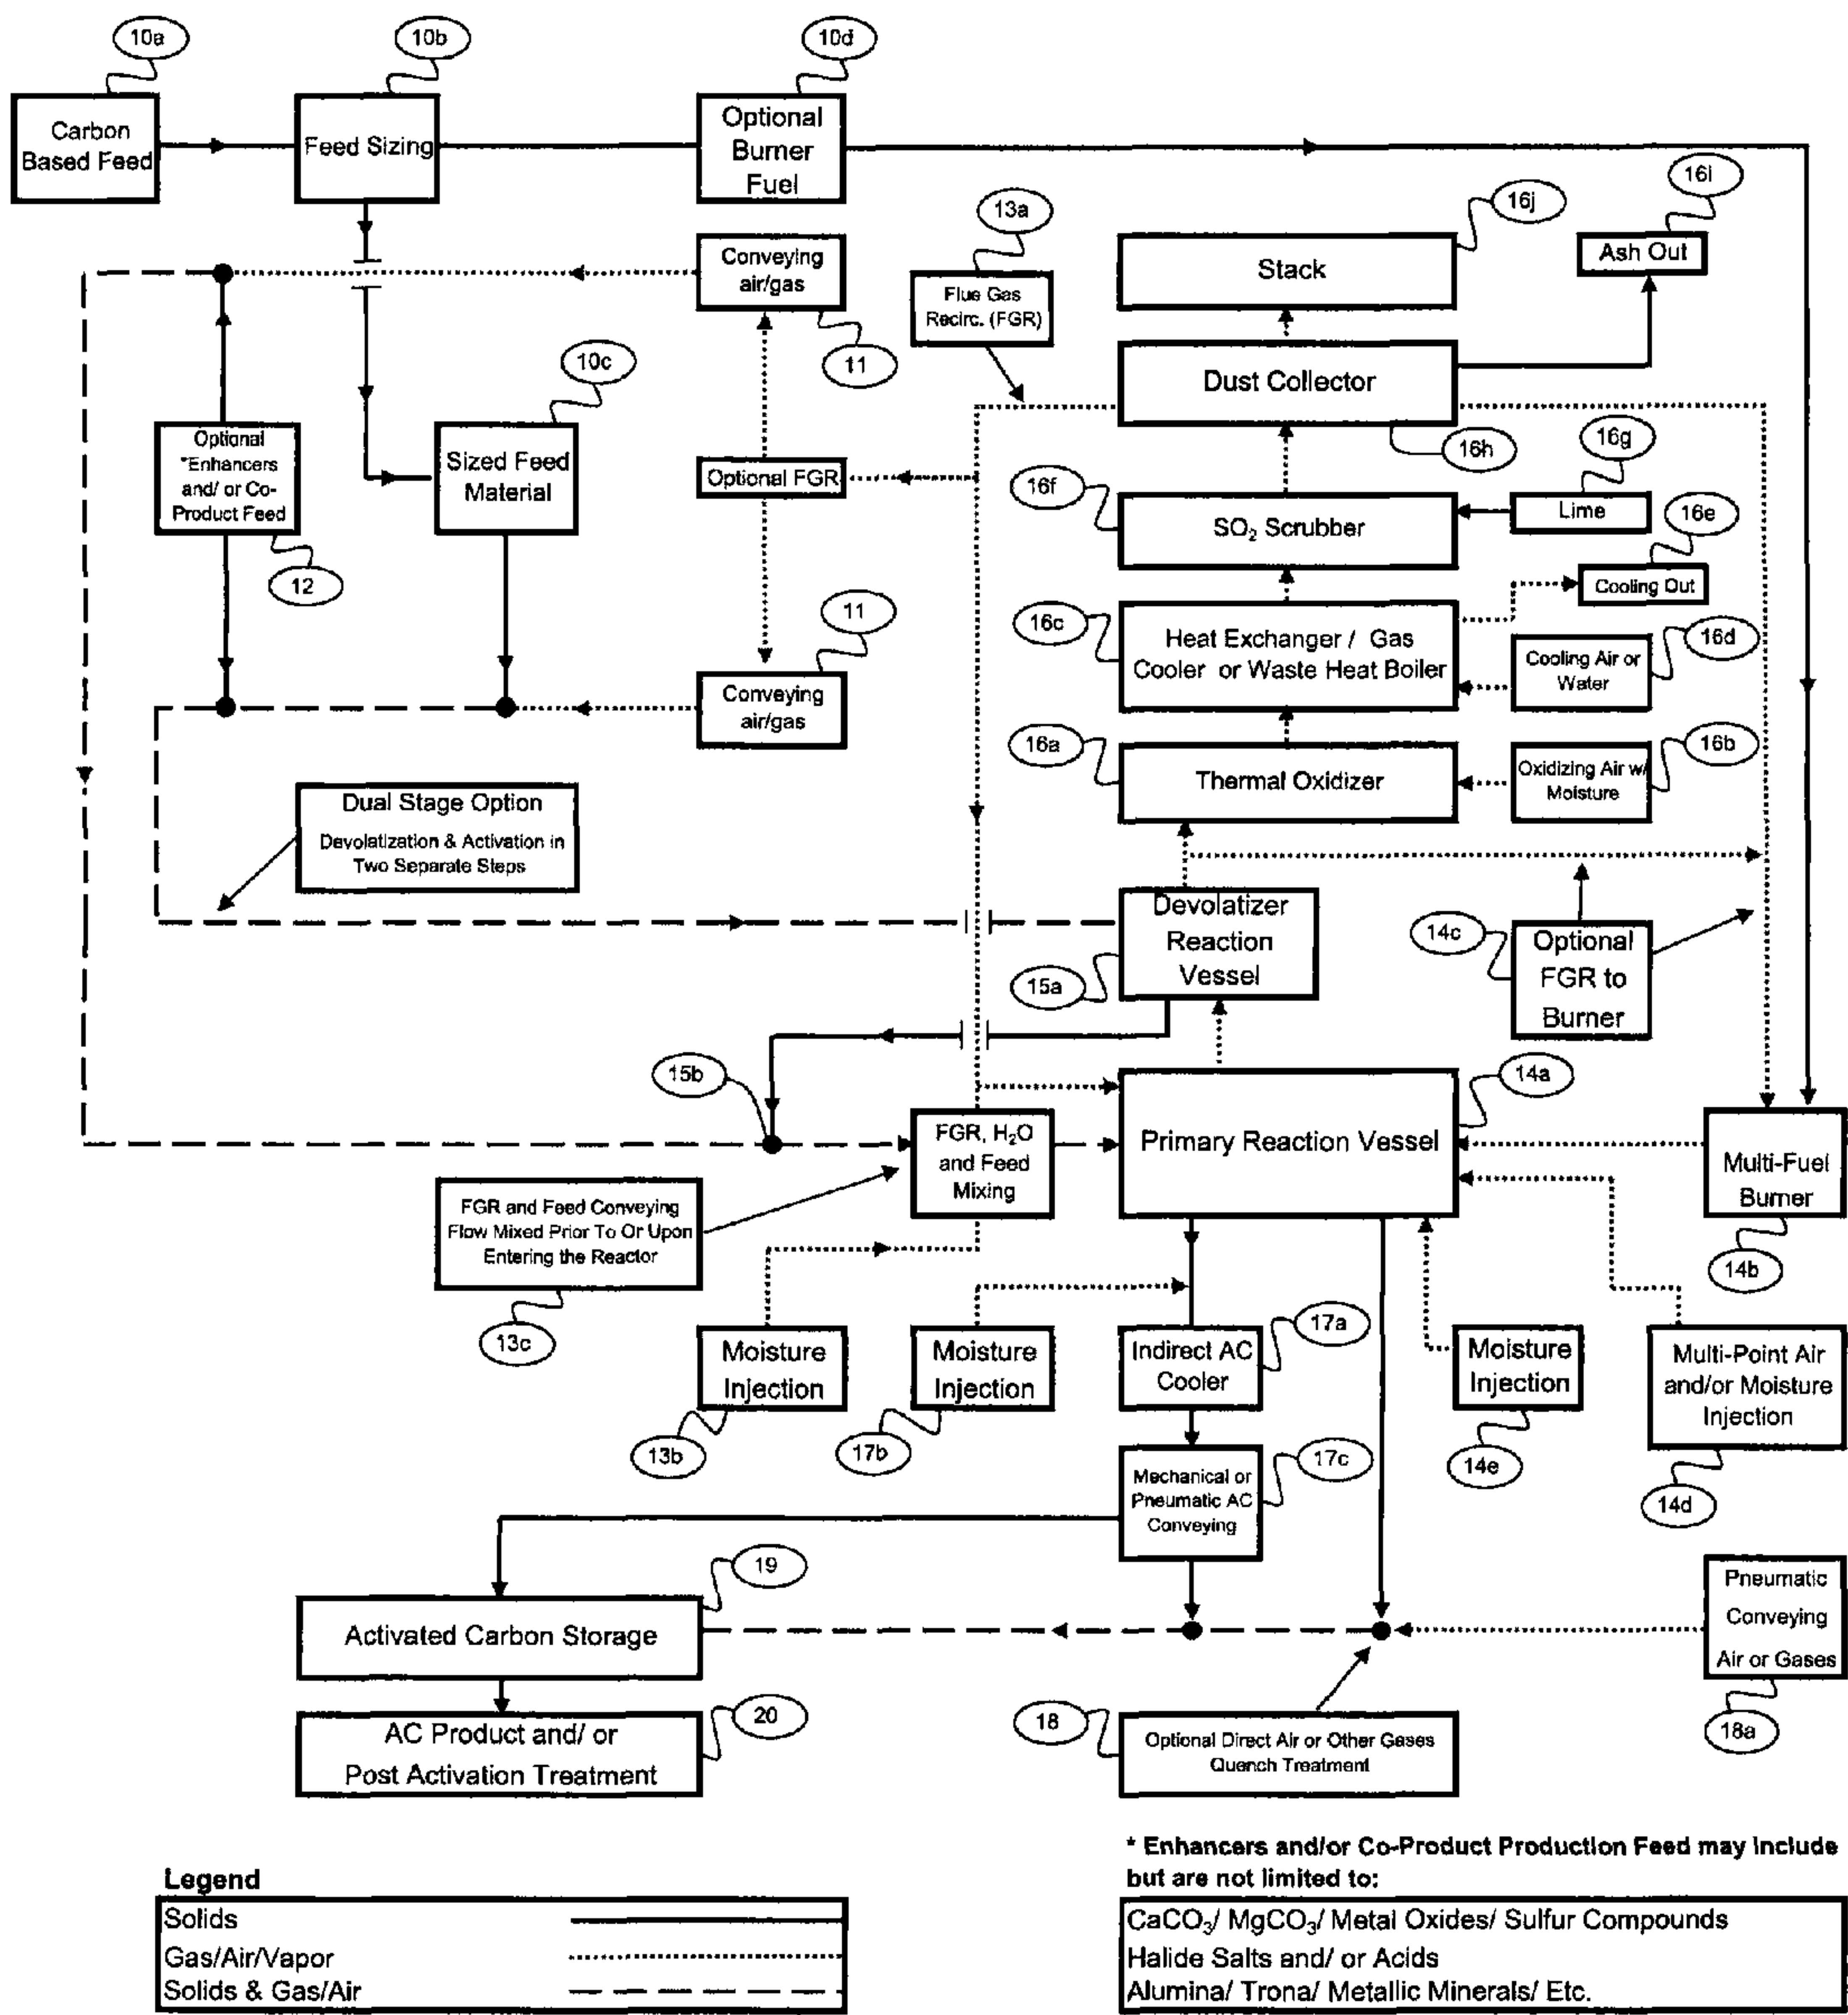 10a
10b
10d
Carbon
Based Feed
Feed Sizing
Optional
Burner
Fuel
13a
16j
16i
Conveying
air/gas
Flue Gas
Recirc. (FGR)
Stack
Ash Out
11
10c
Dust Collector
Optional
*Enhancers
and/ or Co-
Product Feed
Sized Feed
Material
Optional FGR
16h
16g
16f
SO₂ Scrubber
Lime
16e
12
Cooling Out
11
16c
Heat Exchanger / Gas
Cooler or Waste Heat Boiler
16d
Cooling Air or
Water
Conveying
air/gas
16a
16b
Thermal Oxidizer
Oxidizing Air w/
Moisture
Dual Stage Option
Devolatization & Activation in
Two Separate Steps
Devolatizer
Reaction
Vessel
14c
Optional
FGR to
Burner
15a
15b
14a
FGR, H₂O
and Feed
Mixing
Primary Reaction Vessel
Multi-Fuel
Burner
FGR and Feed Conveying
Flow Mixed Prior To Or Upon
Entering the Reactor
14b
13c
17a
Moisture
Injection
Moisture
Injection
Indirect AC
Cooler
Moisture
Injection
Multi-Point Air
and/or Moisture
Injection
13b
17b
17c
14e
14d
Mechanical or
Pneumatic AC
Conveying
19
Activated Carbon Storage
Pneumatic
Conveying
Air or Gases
AC Product and/ or
Post Activation Treatment
20
18
Optional Direct Air or Other Gases
Quench Treatment
18a
Legend
Solids
Gas/Air/Vapor
Solids & Gas/Air
* Enhancers and/or Co-Product Production Feed may include
but are not limited to:
CaCO₃/ MgCO₃/ Metal Oxides/ Sulfur Compounds
Halide Salts and/ or Acids
Alumina/ Trona/ Metallic Minerals/ Etc.